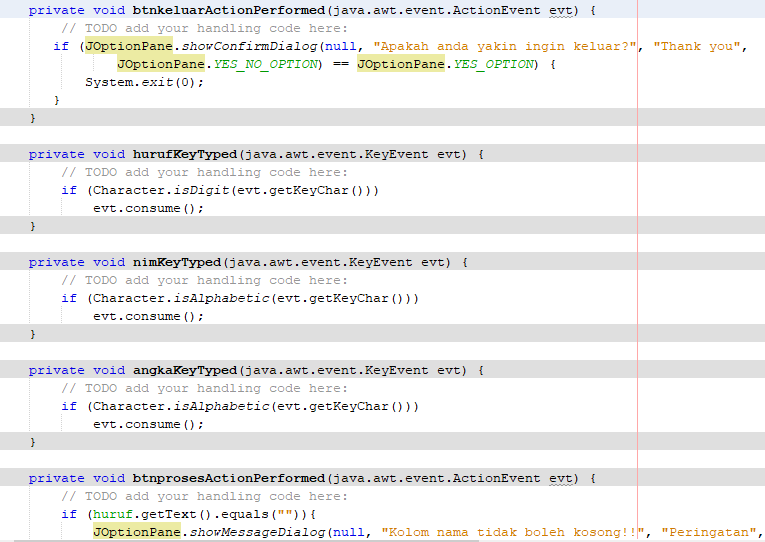 private void btnkeluarActionPerformed(java.awt.event.ActionEvent evt) {
// TODO add your handling code here:
if (JOptionPane.showConfirmDialog(null, "Apakah anda yakin ingin keluar?", "Thank you",
JOptionPane.YES_NO_OPTION) == JOptionPane.YES_OPTION) {
System.exit(0);
}
}
private void hurufKeyTyped(java.awt.event.KeyEvent evt) {
// TODO add your handling code here:
if (Character.isDigit(evt.getKeyChar()))
evt.consume();
}
private void nimKeyTyped(java.awt.event.KeyEvent evt) {
// TODO add your handling code here:
if (Character.isAlphabetic(evt.getKeyChar()))
evt.consume();
}
private void angkaKeyTyped(java.awt.event.KeyEvent evt) {
// TODO add your handling code here:
if (Character.isAlphabetic(evt.getKeyChar()))
evt.consume();
}
private void btnprosesActionPerformed(java.awt.event.ActionEvent evt) {
// TODO add your handling code here:
if (huruf.getText().equals("")){
JOptionPane.showMessageDialog(null, "Kolom nama tidak boleh kosong!!", "Peringatan",